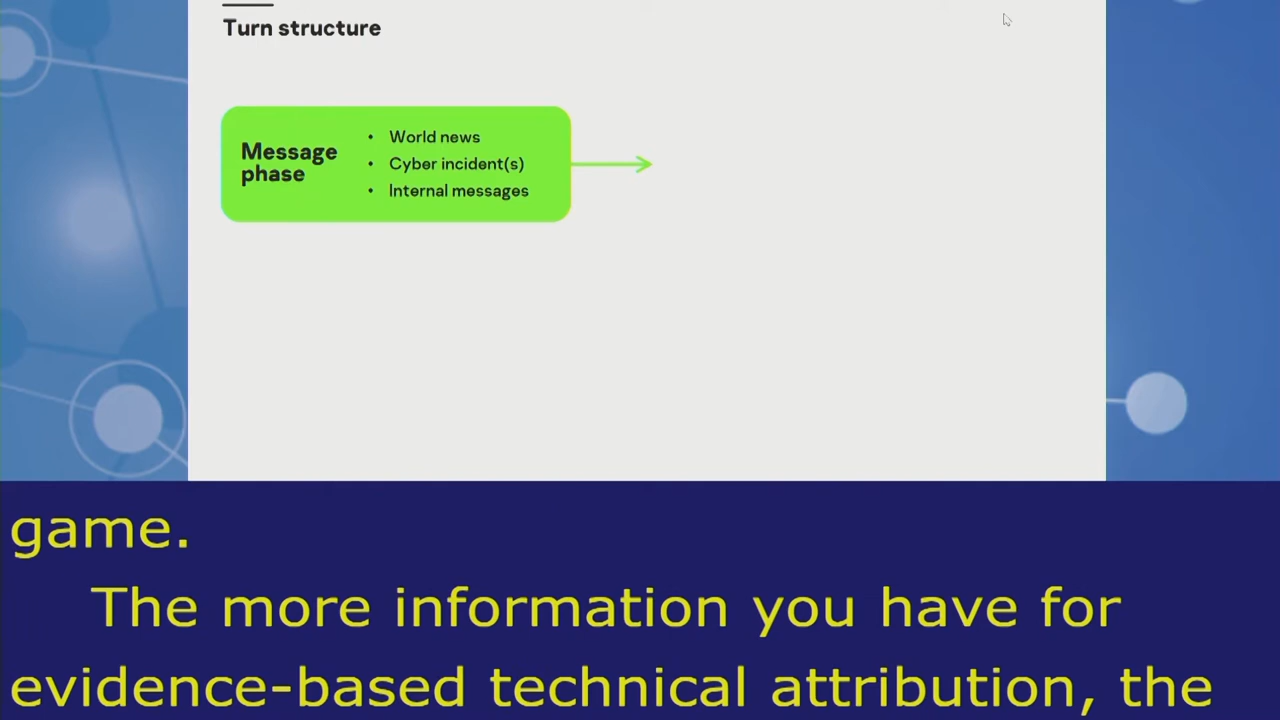 Turn structure
Message
phase
• World news
• Cyber incident(s)
• Internal messages
game.
The more information you have for
evidence-based technical attribution, the